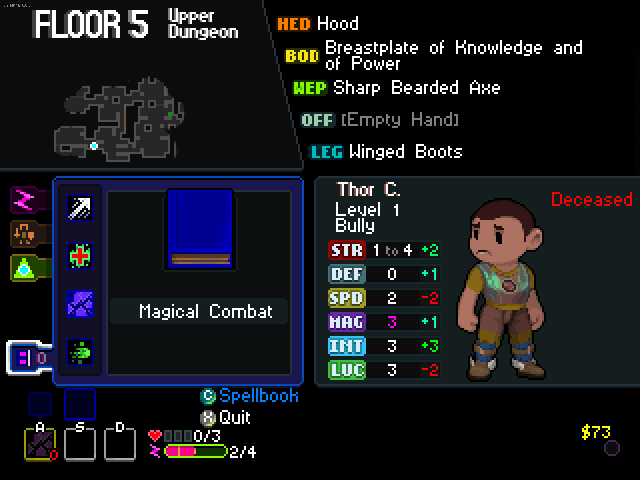 FLOOR 5 Upper Dungeon
HED Hood
BOD Breastplate of Knowledge and
of Power
WEP Sharp Bearded Axe
OFF [Empty Hand]
LEG Winged Boots
Thor C.
Deceased
Level 1
Bully
STR 1 to 4 +2
DEF 0 +1
SPD 2 -2
MAG 3 +1
INT 3 +3
LUC 3 -2
Magical Combat
0
C Spellbook
X Quit
A S D
0
0/3
2/4
$73